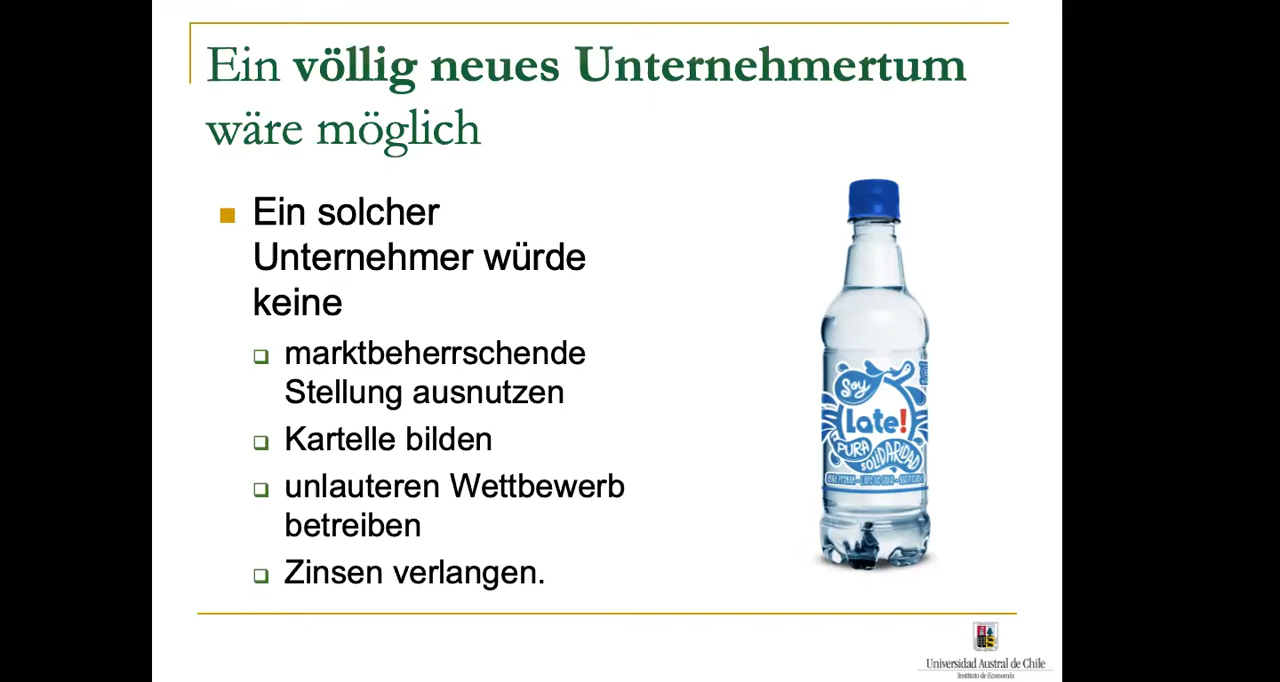 Ein völlig neues Unternehmertum
wäre möglich
Ein solcher
Unternehmer würde
keine
marktbeherrschende
Stellung ausnutzen
Kartelle bilden
unlauteren Wettbewerb
betreiben
Zinsen verlangen.
Soy
Late!
PURA
SOLIDARIDAD
Universidad Austral de Chile
Instituto de Economía